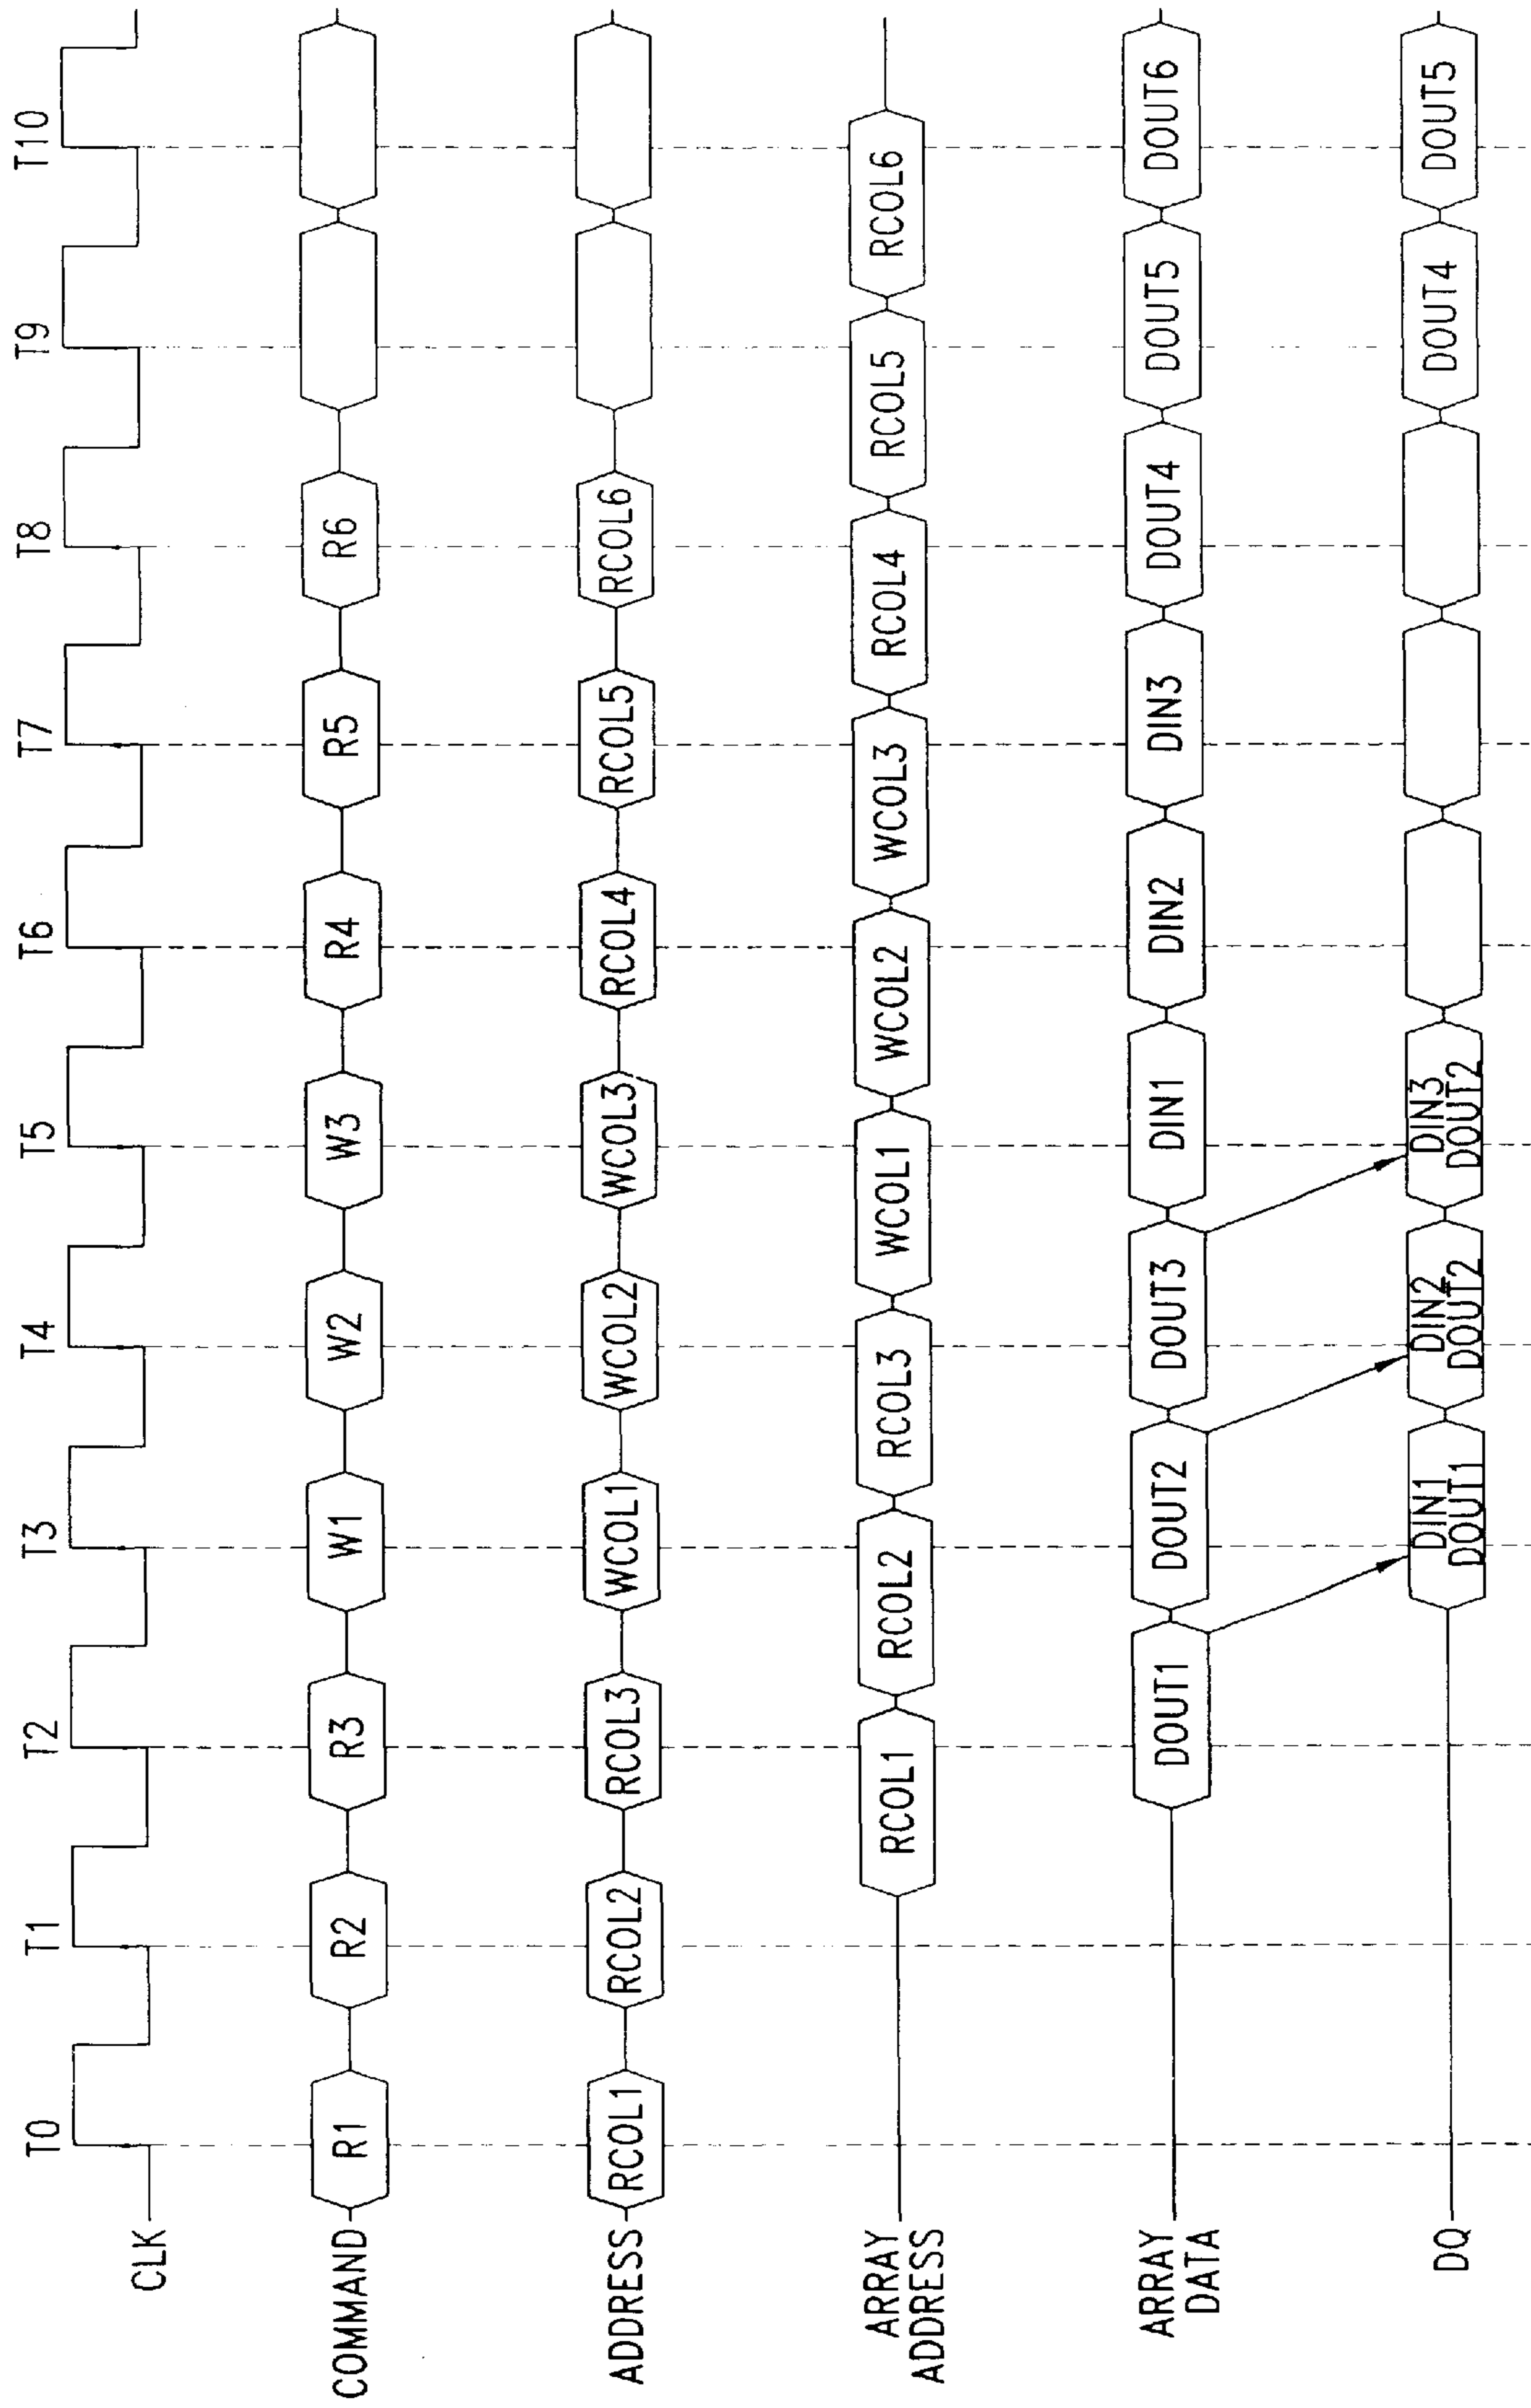 T0 T1 T2 T3 T4 T5 T6 T7 T8 T9 T10
CLK
COMMAND R1 R2 R3 W1 W2 W3 R4 R5 R6
ADDRESS RCOL1 RCOL2 RCOL3 WCOL1 WCOL2 WCOL3 RCOL4 RCOL5 RCOL6
ARRAY
ADDRESS RCOL1 RCOL2 RCOL3 WCOL1 WCOL2 WCOL3 RCOL4 RCOL5 RCOL6
ARRAY
DATA DOUT1 DOUT2 DOUT3 DIN1 DIN2 DIN3 DOUT4 DOUT5 DOUT6
DQ DIN1 DIN2 DIN3 DOUT4 DOUT5
DOUT1 DOUT2 DOUT2